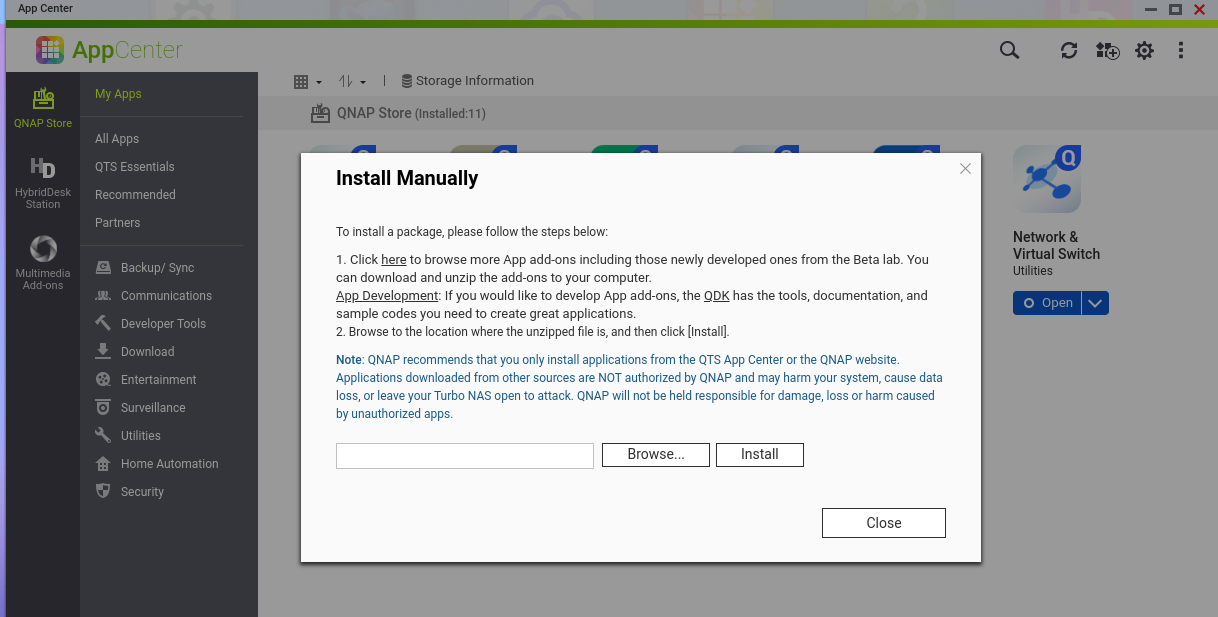 App Center
AppCenter
Storage Information
QNAP Store (Installed:11)
QNAP Store
HybridDesk
Station
Multimedia
Add-ons
My Apps
All Apps
QTS Essentials
Recommended
Partners
Backup/ Sync
Communications
Developer Tools
Download
Entertainment
Surveillance
Utilities
Home Automation
Security
Install Manually
To install a package, please follow the steps below:
1. Click here to browse more App add-ons including those newly developed ones from the Beta lab. You
can download and unzip the add-ons to your computer.
App Development: If you would like to develop App add-ons, the QDK has the tools, documentation, and
sample codes you need to create great applications.
2. Browse to the location where the unzipped file is, and then click [Install].
Note: QNAP recommends that you only install applications from the QTS App Center or the QNAP website.
Applications downloaded from other sources are NOT authorized by QNAP and may harm your system, cause data
loss, or leave your Turbo NAS open to attack. QNAP will not be held responsible for damage, loss or harm caused
by unauthorized apps.
Browse... Install
Close
Q
Network &
Virtual Switch
Utilities
Open